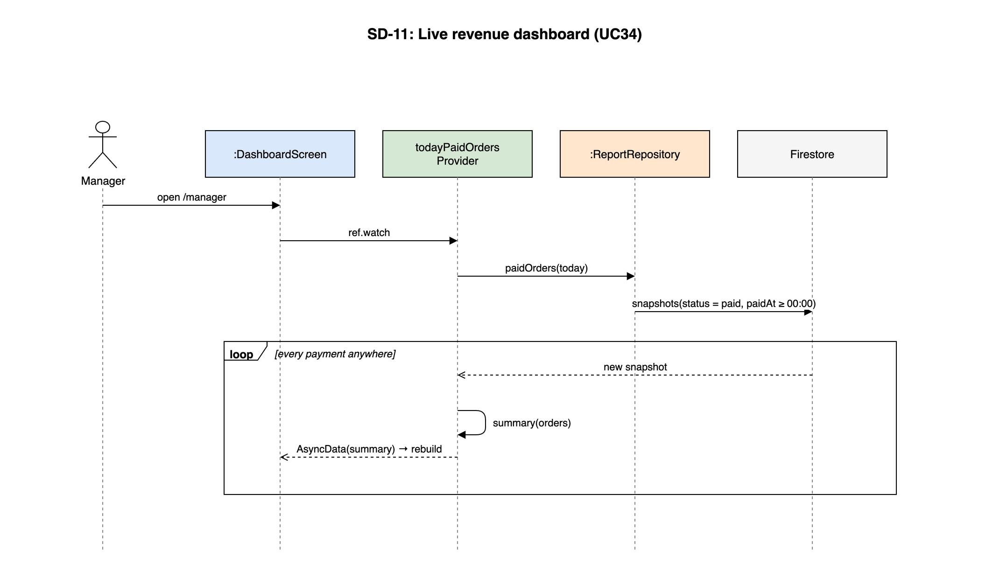 SD-11: Live revenue dashboard (UC34)
Manager
:DashboardScreen
todayPaidOrders
Provider
:ReportRepository
Firestore
open /manager
ref.watch
paidOrders(today)
snapshots(status = paid, paidAt ≥ 00:00)
loop
[every payment anywhere]
new snapshot
summary(orders)
AsyncData(summary) → rebuild